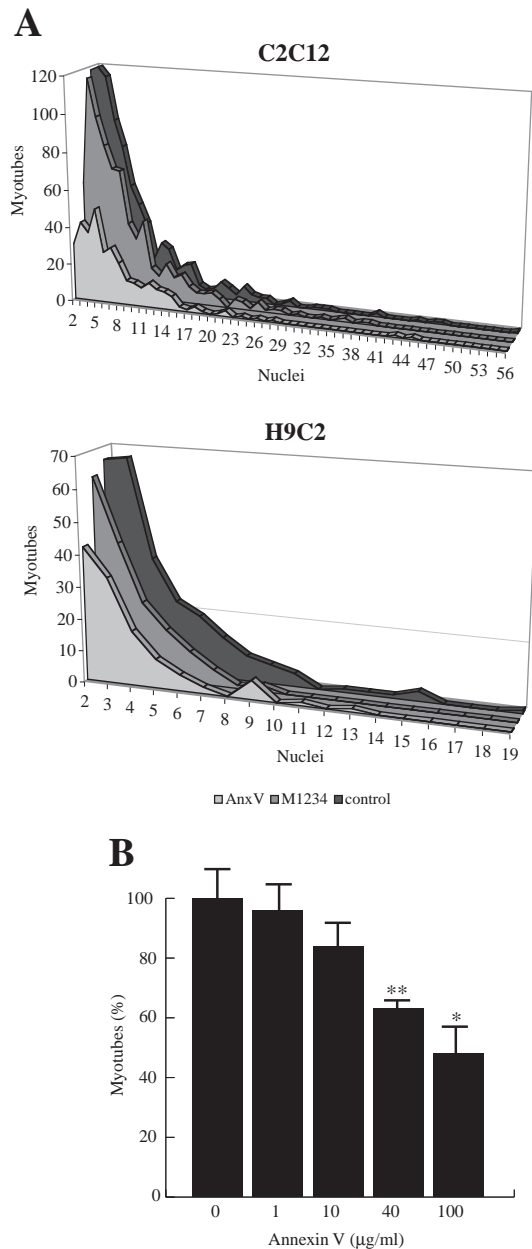 A
C2C12
120
100
80
60
40
20
0
Myotubes
2 5 8 11 14 17 20 23 26 29 32 35 38 41 44 47 50 53 56
Nuclei
H9C2
70
60
50
40
30
20
10
0
Myotubes
2 3 4 5 6 7 8 9 10 11 12 13 14 15 16 17 18 19
Nuclei
AnxV M1234 control
B
100
80
60
40
20
0
Myotubes (%)
** *
0 1 10 40 100
Annexin V (μg/ml)